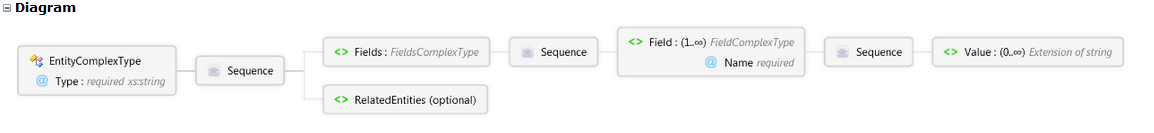 Diagram
EntityComplexType
@ Type : required xs:string
Sequence
<> Fields : FieldsComplexType
Sequence
<> Field : (1..∞) FieldComplexType
@ Name required
Sequence
<> Value : (0..∞) Extension of string
<> RelatedEntities (optional)